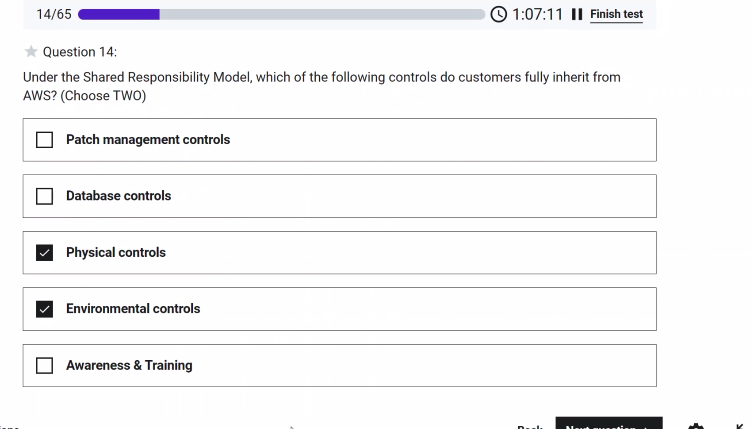 14/65 1:07:11 Finish test
Question 14:
Under the Shared Responsibility Model, which of the following controls do customers fully inherit from
AWS? (Choose TWO)
Patch management controls
Database controls
Physical controls
Environmental controls
Awareness & Training
Back Next question